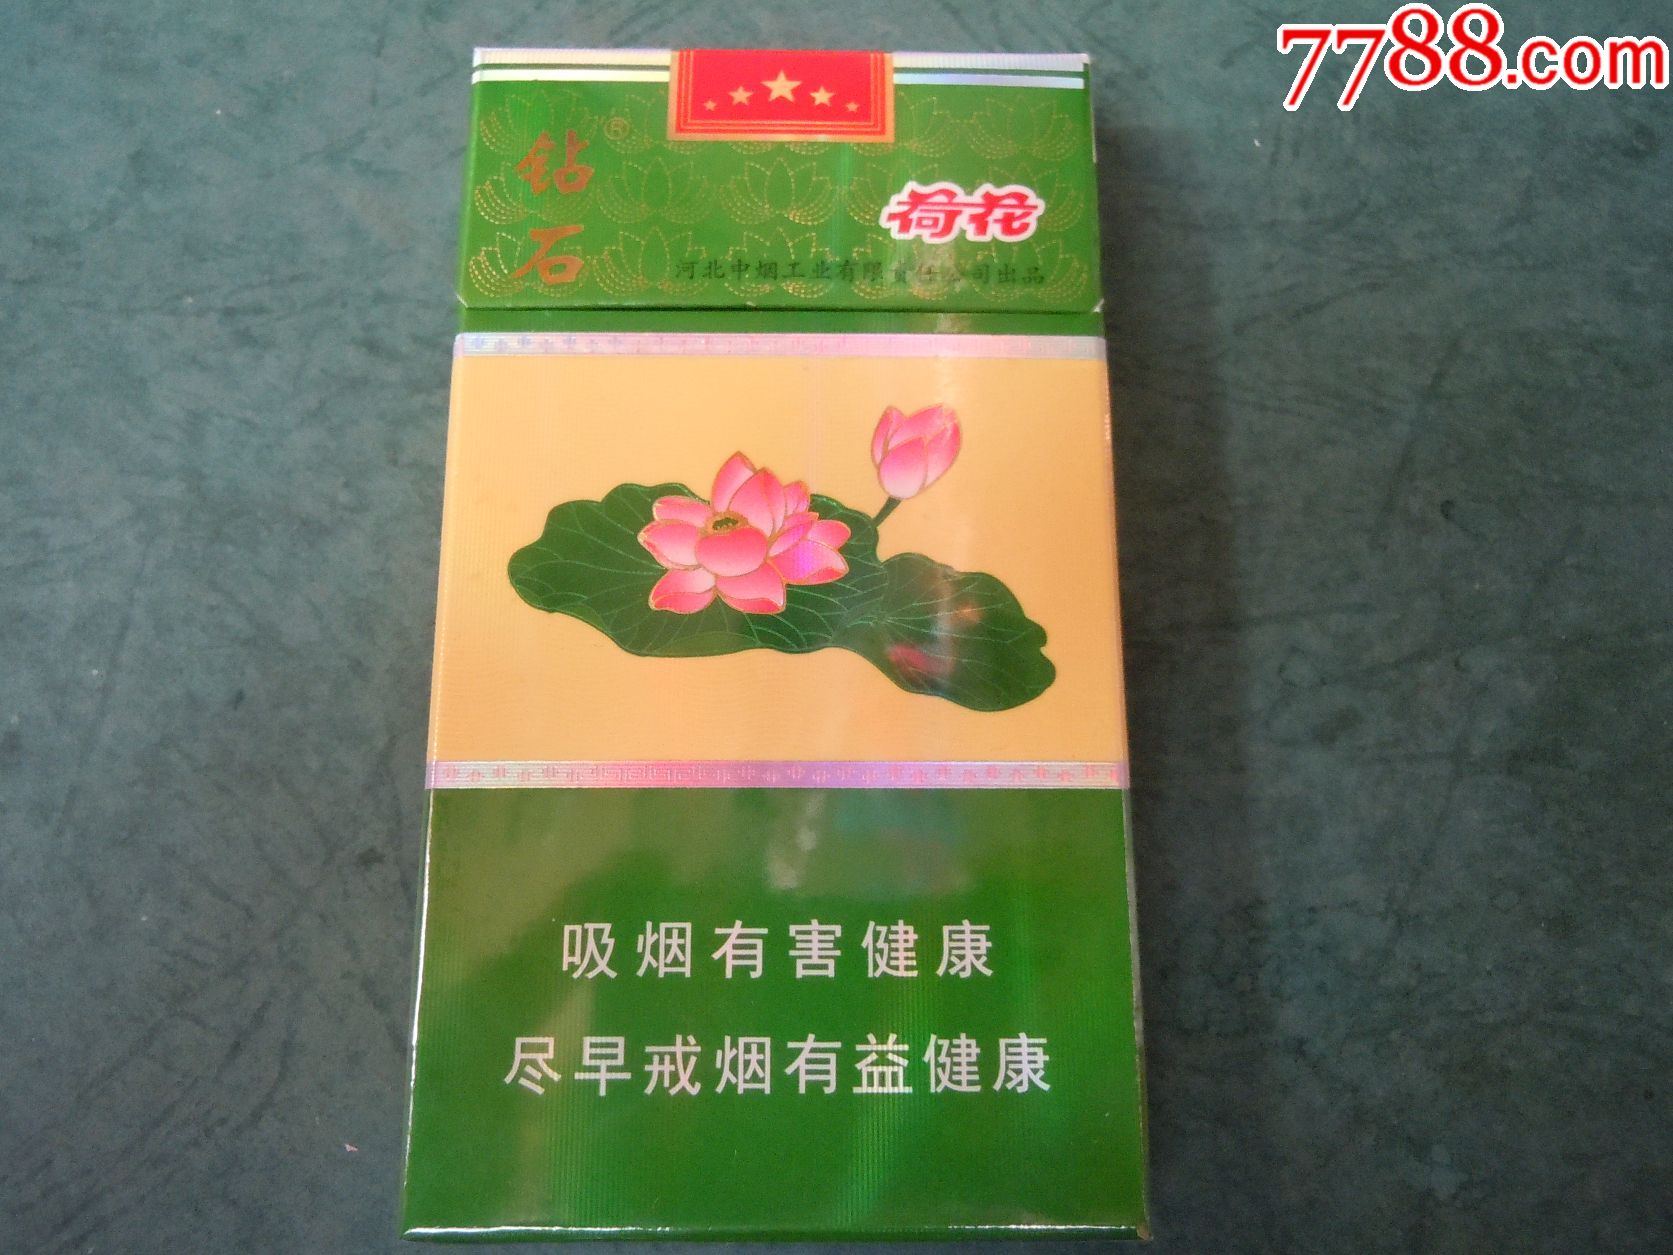 7788.com
钻石®
荷花
河北中烟工业有限责任公司出品
吸烟有害健康
尽早戒烟有益健康